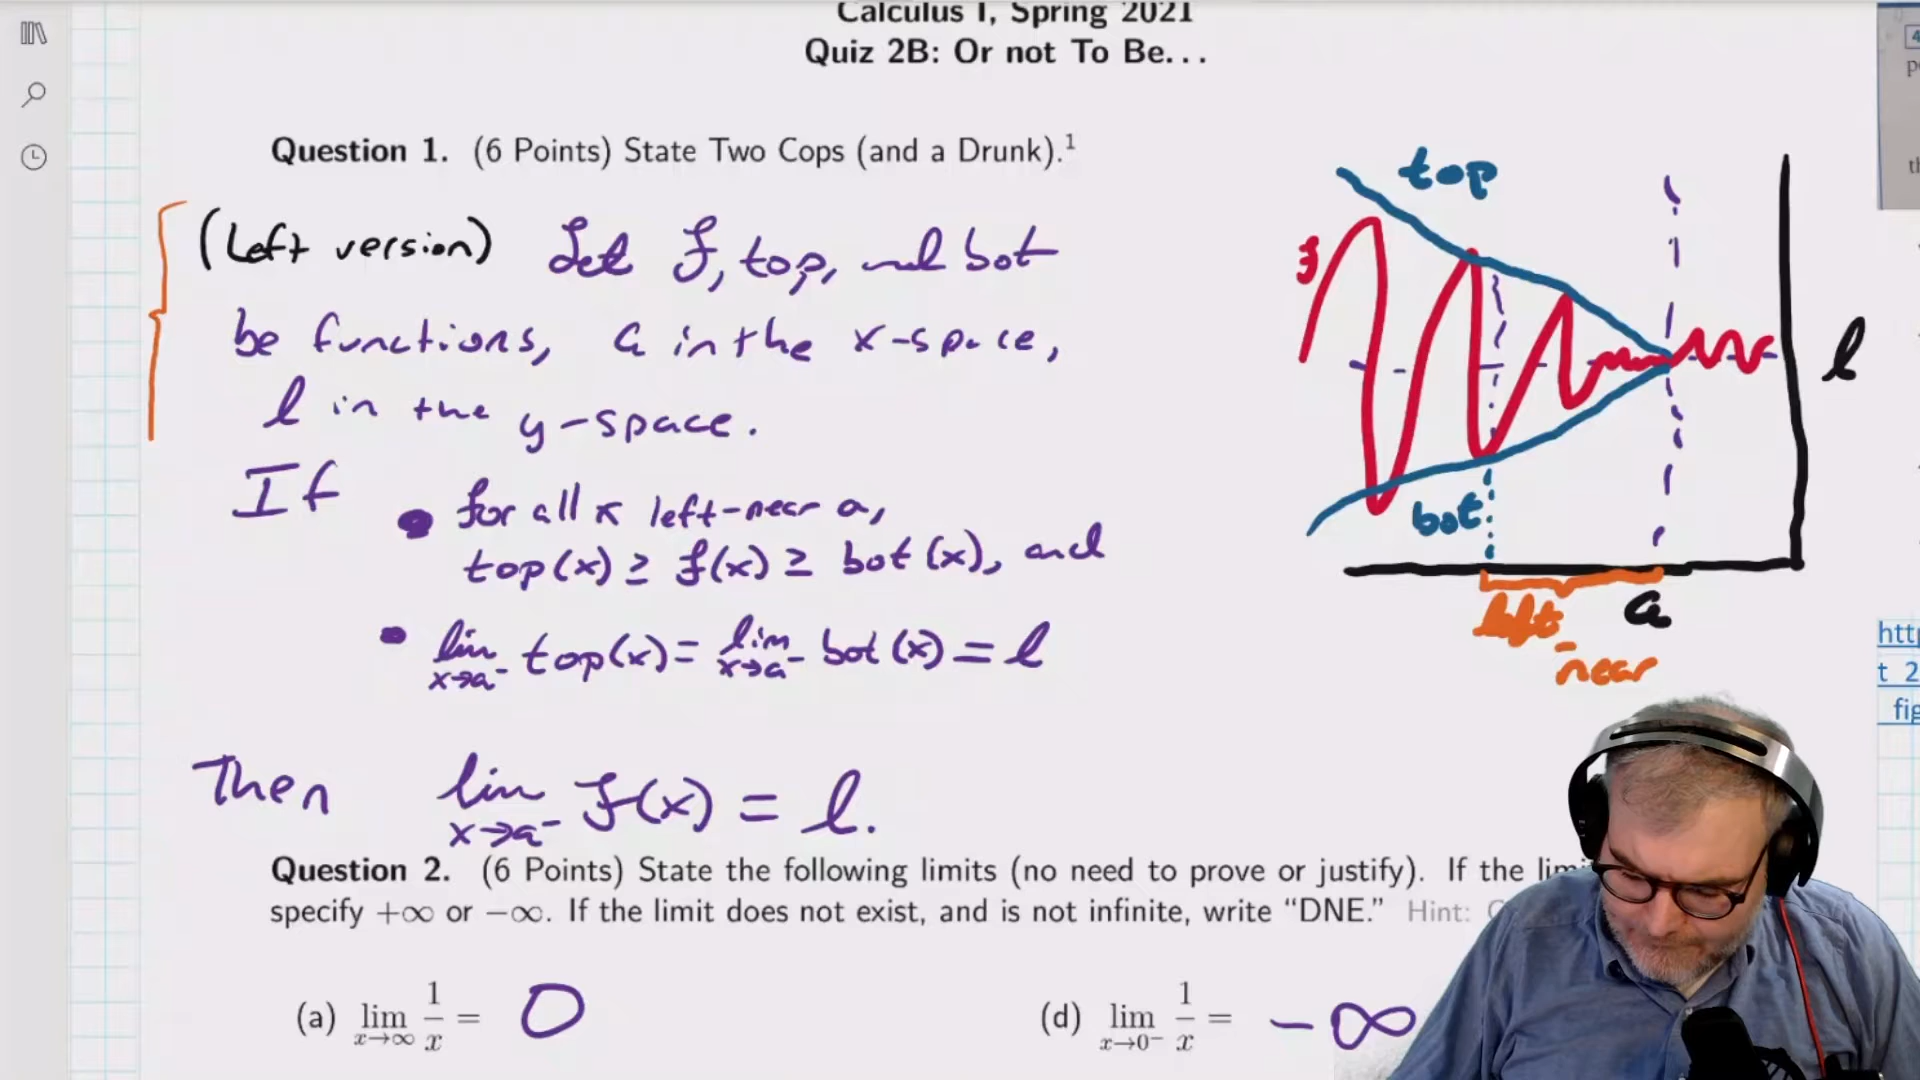 Calculus I, Spring 2021
Quiz 2B: Or not To Be...
Question 1. (6 Points) State Two Cops (and a Drunk).¹
(Left version) Let f, top, and bot
be functions, a in the x-space,
l in the y-space.
If
• for all x left-near a,
top(x) ≥ f(x) ≥ bot(x), and
• lim x→a⁻ top(x) = lim x→a⁻ bot(x) = l
Then lim x→a⁻ f(x) = l.
top
f
l
bot
a
left-near
Question 2. (6 Points) State the following limits (no need to prove or justify). If the
specify +∞ or −∞. If the limit does not exist, and is not infinite, write “DNE.” Hint:
(a) lim x→∞ 1/x = 0
(d) lim x→0⁻ 1/x = −∞
4
t 2
fig